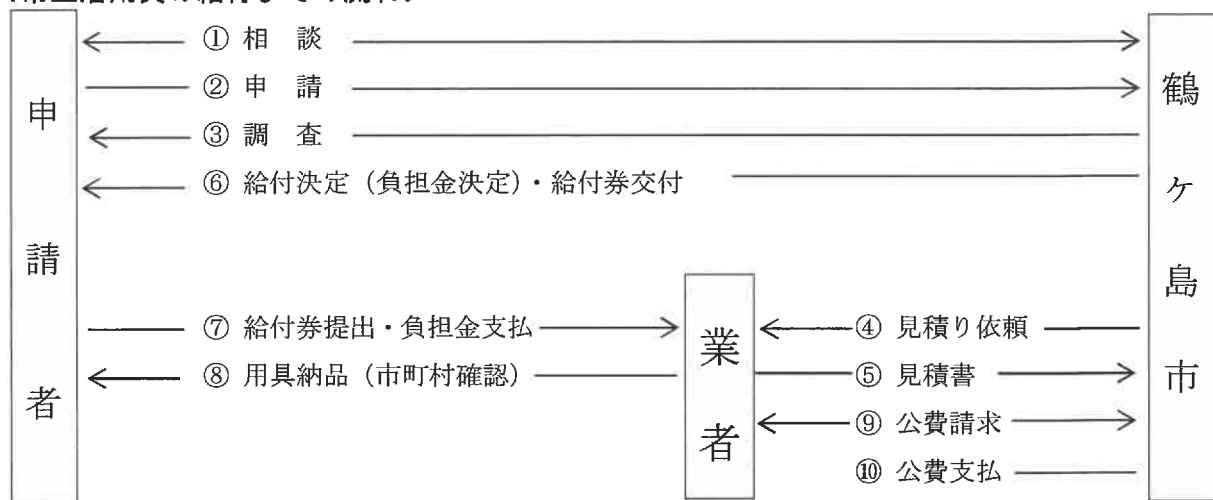 申請者
① 相　談
② 申　請
③ 調　査
⑥ 給付決定（負担金決定）・給付券交付
⑦ 給付券提出・負担金支払
⑧ 用具納品（市町村確認）
業者
④ 見積り依頼
⑤ 見積書
⑨ 公費請求
⑩ 公費支払
鶴ヶ島市